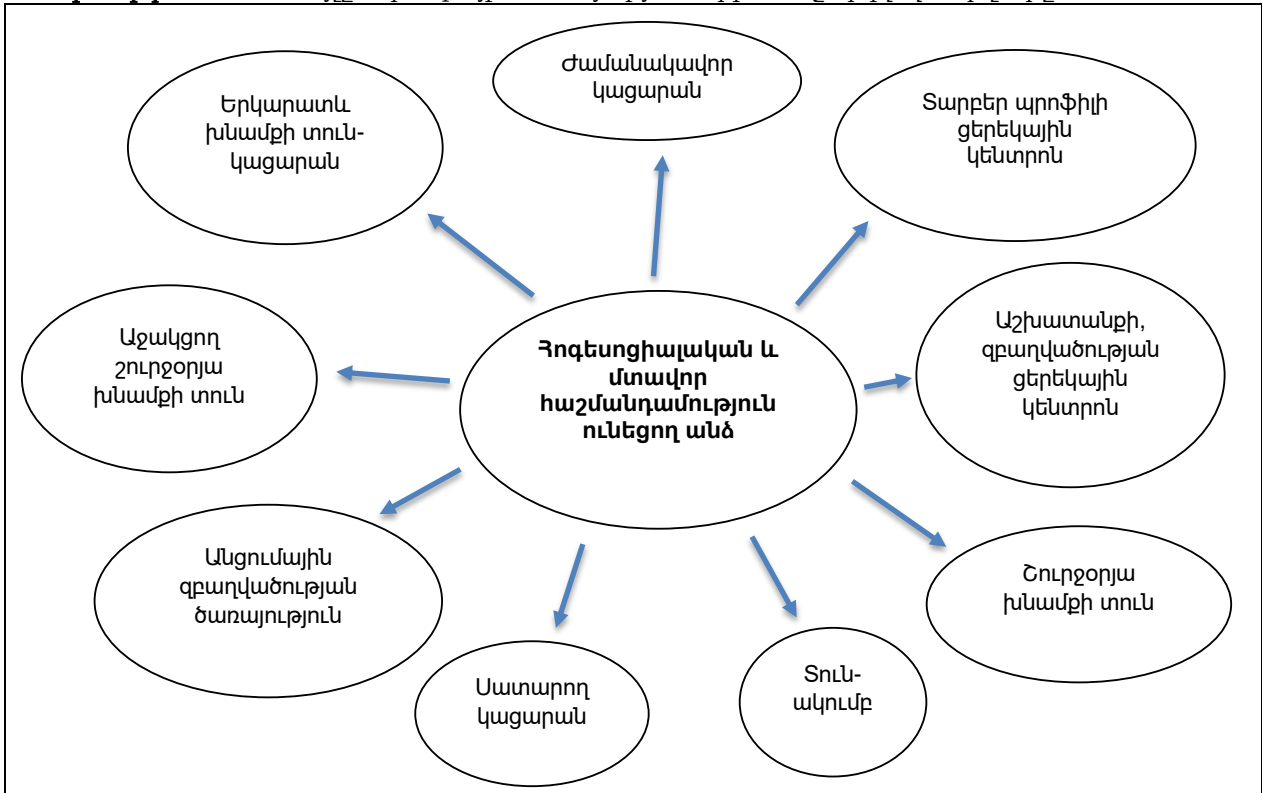 Ժամանակավոր
կացարան
Երկարատև
խնամքի տուն-
կացարան
Տարբեր պրոֆիլի
ցերեկային
կենտրոն
Աջակցող
շուրջօրյա
խնամքի տուն
Հոգեսոցիալական և
մտավոր
հաշմանդամություն
ունեցող անձ
Աշխատանքի,
զբաղվածության
ցերեկային
կենտրոն
Անցումային
զբաղվածության
ծառայություն
Շուրջօրյա
խնամքի տուն
Սատարող
կացարան
Տուն-
ակումբ